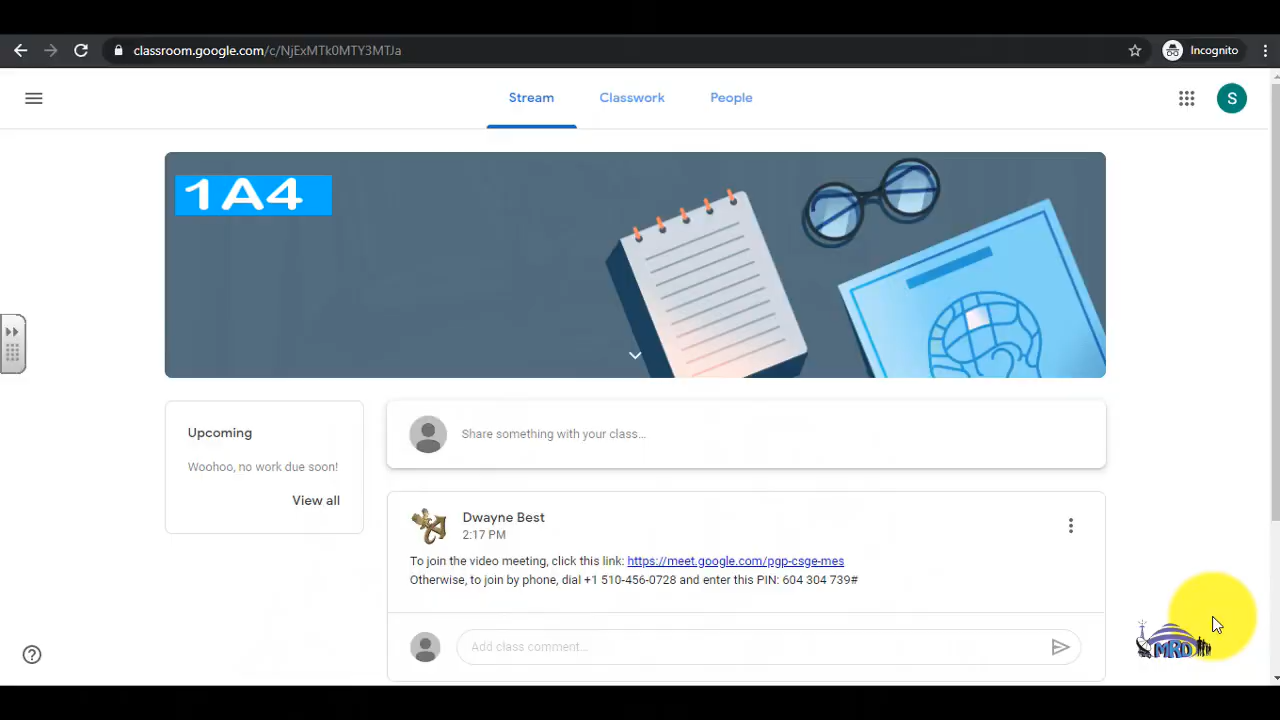 classroom.google.com/c/NjExMTk0MTY3MTJa
Incognito
Stream
Classwork
People
S
1A4
Upcoming
Woohoo, no work due soon!
View all
Share something with your class...
Dwayne Best
2:17 PM
To join the video meeting, click this link: https://meet.google.com/pgp-csge-mes
Otherwise, to join by phone, dial +1 510-456-0728 and enter this PIN: 604 304 739#
Add class comment...
MRD